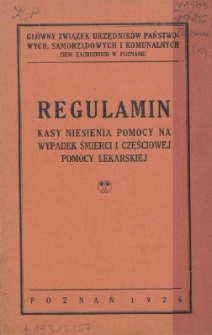 GŁÓWNY ZWIĄZEK URZĘDNIKÓW PAŃSTWO-
WYCH, SAMORZĄDOWYCH I KOMUNALNYCH
ZIEM ZACHODNICH W POZNANIU
REGULAMIN
KASY NIESIENIA POMOCY NA
WYPADEK ŚMIERCI I CZĘŚCIOWEJ
POMOCY LEKARSKIEJ
POZNAŃ 1926